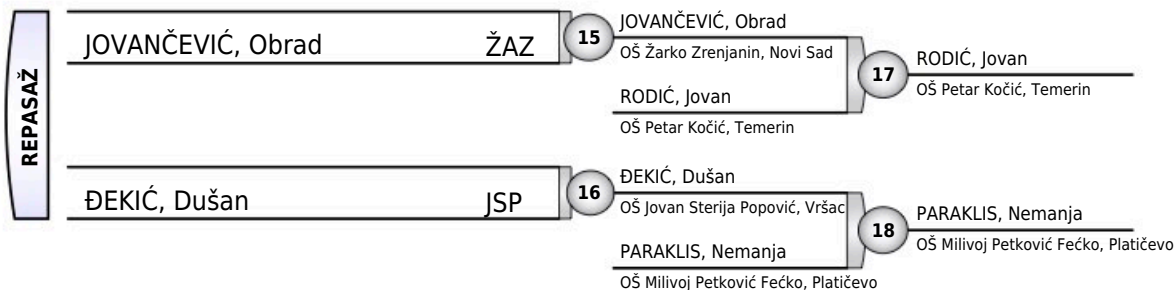 REPASAŽ
JOVANČEVIĆ, Obrad ŽAZ
15
JOVANČEVIĆ, Obrad
OŠ Žarko Zrenjanin, Novi Sad
RODIĆ, Jovan
OŠ Petar Kočić, Temerin
17
RODIĆ, Jovan
OŠ Petar Kočić, Temerin
ĐEKIĆ, Dušan JSP
16
ĐEKIĆ, Dušan
OŠ Jovan Sterija Popović, Vršac
PARAKLIS, Nemanja
OŠ Milivoj Petković Fećko, Platičevo
18
PARAKLIS, Nemanja
OŠ Milivoj Petković Fećko, Platičevo